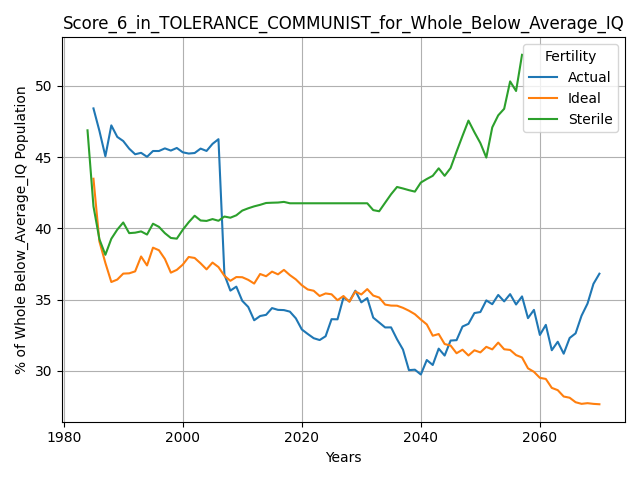 Score_6_in_TOLERANCE_COMMUNIST_for_Whole_Below_Average_IQ
Fertility
Actual
Ideal
Sterile
% of Whole Below_Average_IQ Population
50
45
40
35
30
1980
2000
2020
2040
2060
Years